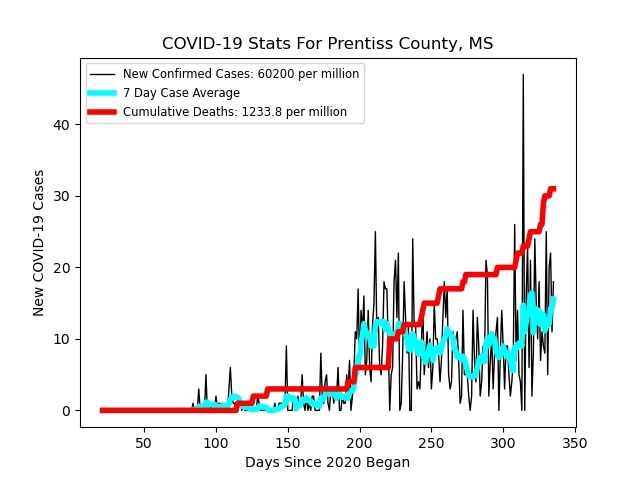 COVID-19 Stats For Prentiss County, MS
New Confirmed Cases: 60200 per million
7 Day Case Average
Cumulative Deaths: 1233.8 per million
New COVID-19 Cases
40
30
20
10
0
50 100 150 200 250 300 350
Days Since 2020 Began